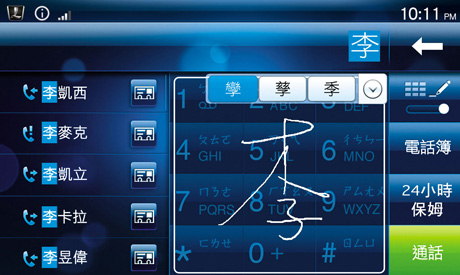 10:11 PM
李
李凱西
李麥克
李凱立
李卡拉
李昱偉
孿 孽 季
1 2 ABC 3 DEF
4 GHI 5 JKL 6 MNO
7 PQRS 8 TUV 9 WXYZ
* 0 + #
李
電話簿
24小時
保姆
通話